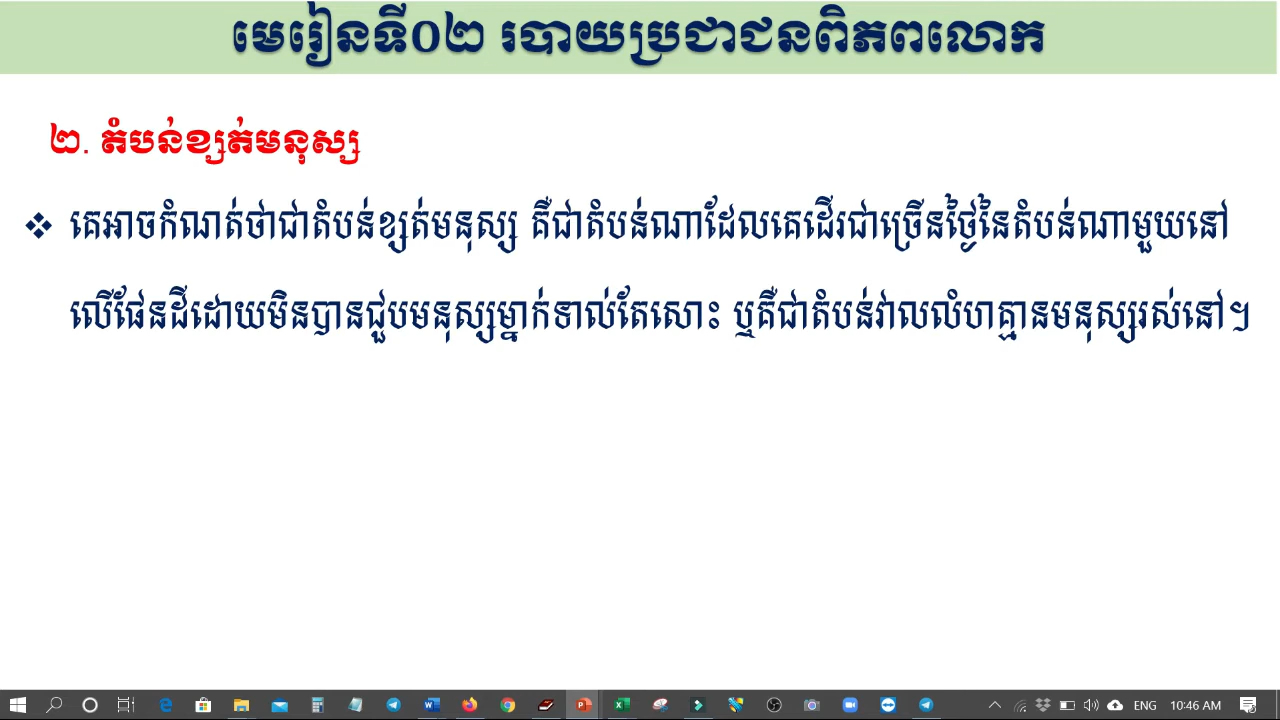 មេរៀនទី០២ របាយប្រជាជនពិភពលោក
២. តំបន់ខ្សត់មនុស្ស
❖ គេអាចកំណត់ថាជាតំបន់ខ្សត់មនុស្ស គឺជាតំបន់ណាដែលគេដើរជាច្រើនថ្ងៃនៃតំបន់ណាមួយនៅ
លើផែនដីដោយមិនបានជួបមនុស្សម្នាក់ទាល់តែសោះ ឬគឺជាតំបន់វាលលំហគ្មានមនុស្សរស់នៅ។
ENG 10:46 AM